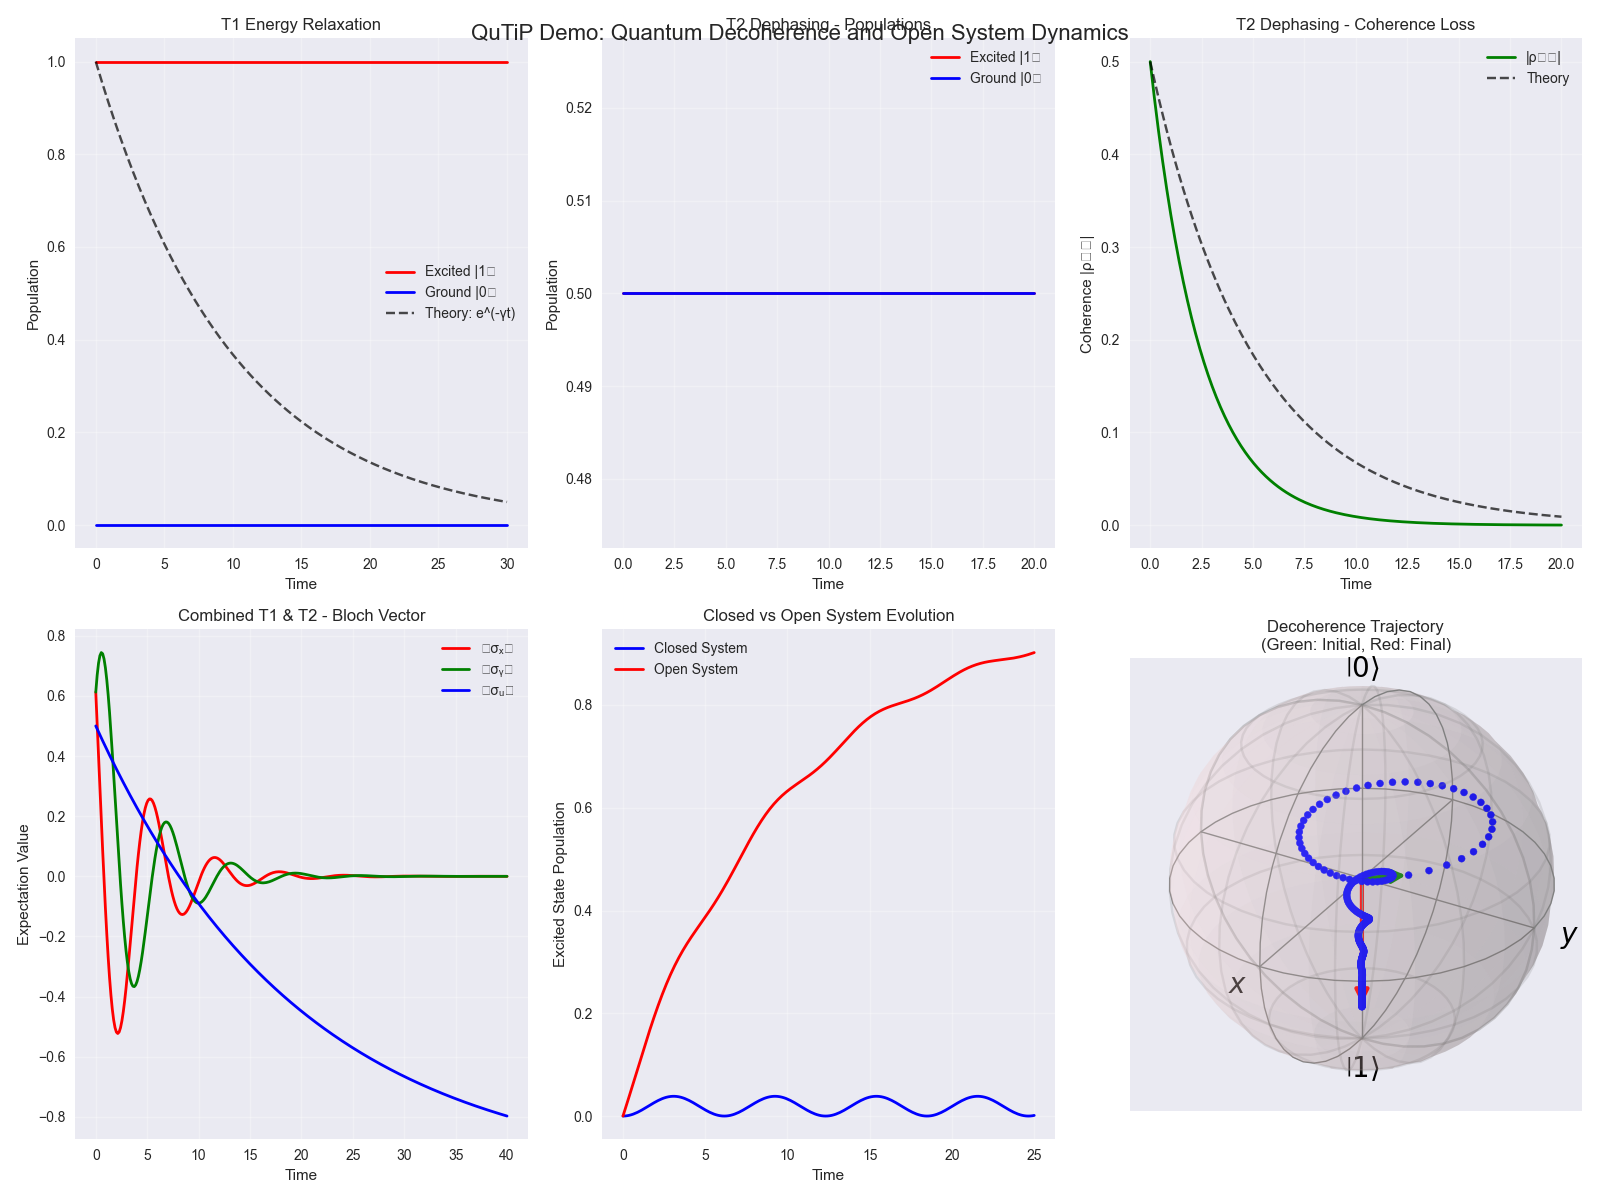 QuTiP Demo: Quantum Decoherence and Open System Dynamics
T1 Energy Relaxation
Population
1.0
0.8
0.6
0.4
0.2
0.0
Excited |1□
Ground |0□
Theory: e^(-γt)
0 5 10 15 20 25 30
Time
T2 Dephasing - Populations
Population
0.52
0.51
0.50
0.49
0.48
Excited |1□
Ground |0□
0.0 2.5 5.0 7.5 10.0 12.5 15.0 17.5 20.0
Time
T2 Dephasing - Coherence Loss
Coherence |ρ□□|
0.5
0.4
0.3
0.2
0.1
0.0
|ρ□□|
Theory
0.0 2.5 5.0 7.5 10.0 12.5 15.0 17.5 20.0
Time
Combined T1 & T2 - Bloch Vector
Expectation Value
0.8
0.6
0.4
0.2
0.0
−0.2
−0.4
−0.6
−0.8
□σₓ□
□σᵧ□
□σᵤ□
0 5 10 15 20 25 30 35 40
Time
Closed vs Open System Evolution
Excited State Population
0.8
0.6
0.4
0.2
0.0
Closed System
Open System
0 5 10 15 20 25
Time
Decoherence Trajectory
(Green: Initial, Red: Final)
|0⟩
x
y
|1⟩